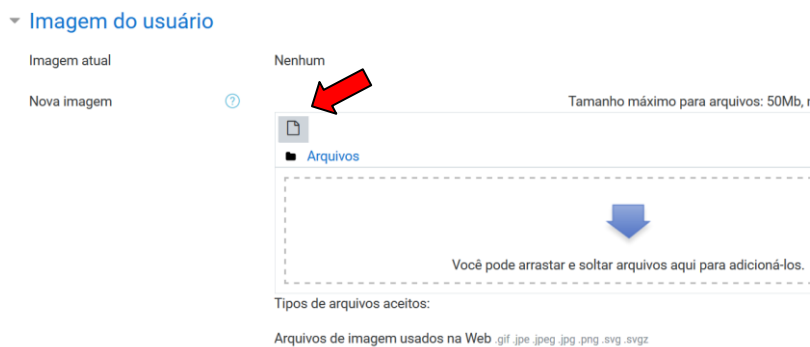 Imagem do usuário
Imagem atual
Nenhum
Nova imagem
?
Tamanho máximo para arquivos: 50Mb,
Arquivos
Você pode arrastar e soltar arquivos aqui para adicioná-los.
Tipos de arquivos aceitos:
Arquivos de imagem usados na Web .gif .jpe .jpeg .jpg .png .svg .svgz